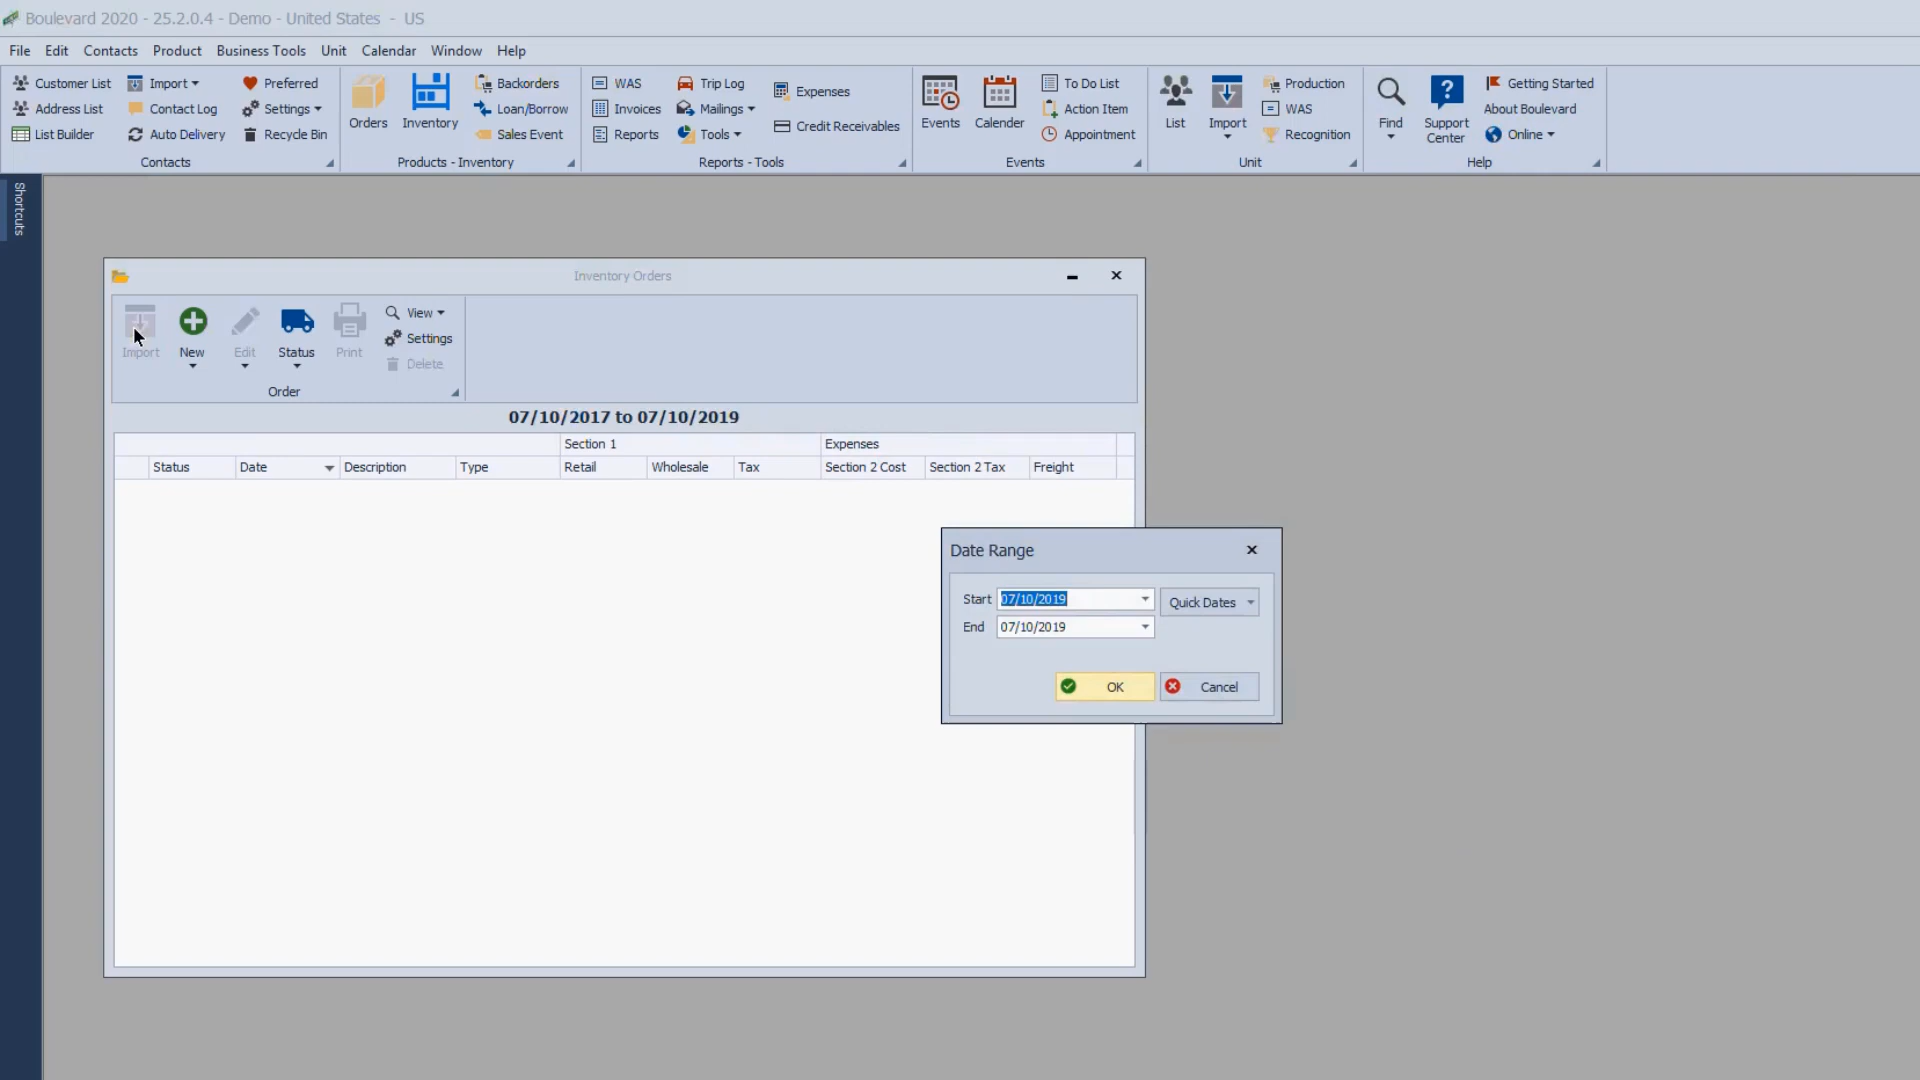 Boulevard 2020 - 25.2.0.4 - Demo - United States - US
File Edit Contacts Product Business Tools Unit Calendar Window Help
Customer List Import Preferred
Address List Contact Log Settings
List Builder Auto Delivery Recycle Bin
Contacts
Orders Inventory Backorders
Loan/Borrow
Sales Event
Products - Inventory
WAS Trip Log Expenses
Invoices Mailings
Reports Tools Credit Receivables
Reports - Tools
Events Calender To Do List
Action Item
Appointment
Events
List Import Production
WAS
Recognition
Unit
Find Support Center Getting Started
About Boulevard
Online
Help
Shortcuts
Inventory Orders
Import New Edit Status Print View
Settings
Delete
Order
07/10/2017 to 07/10/2019
Section 1 Expenses
Status Date Description Type Retail Wholesale Tax Section 2 Cost Section 2 Tax Freight
Date Range
Start 07/10/2019 Quick Dates
End 07/10/2019
OK Cancel